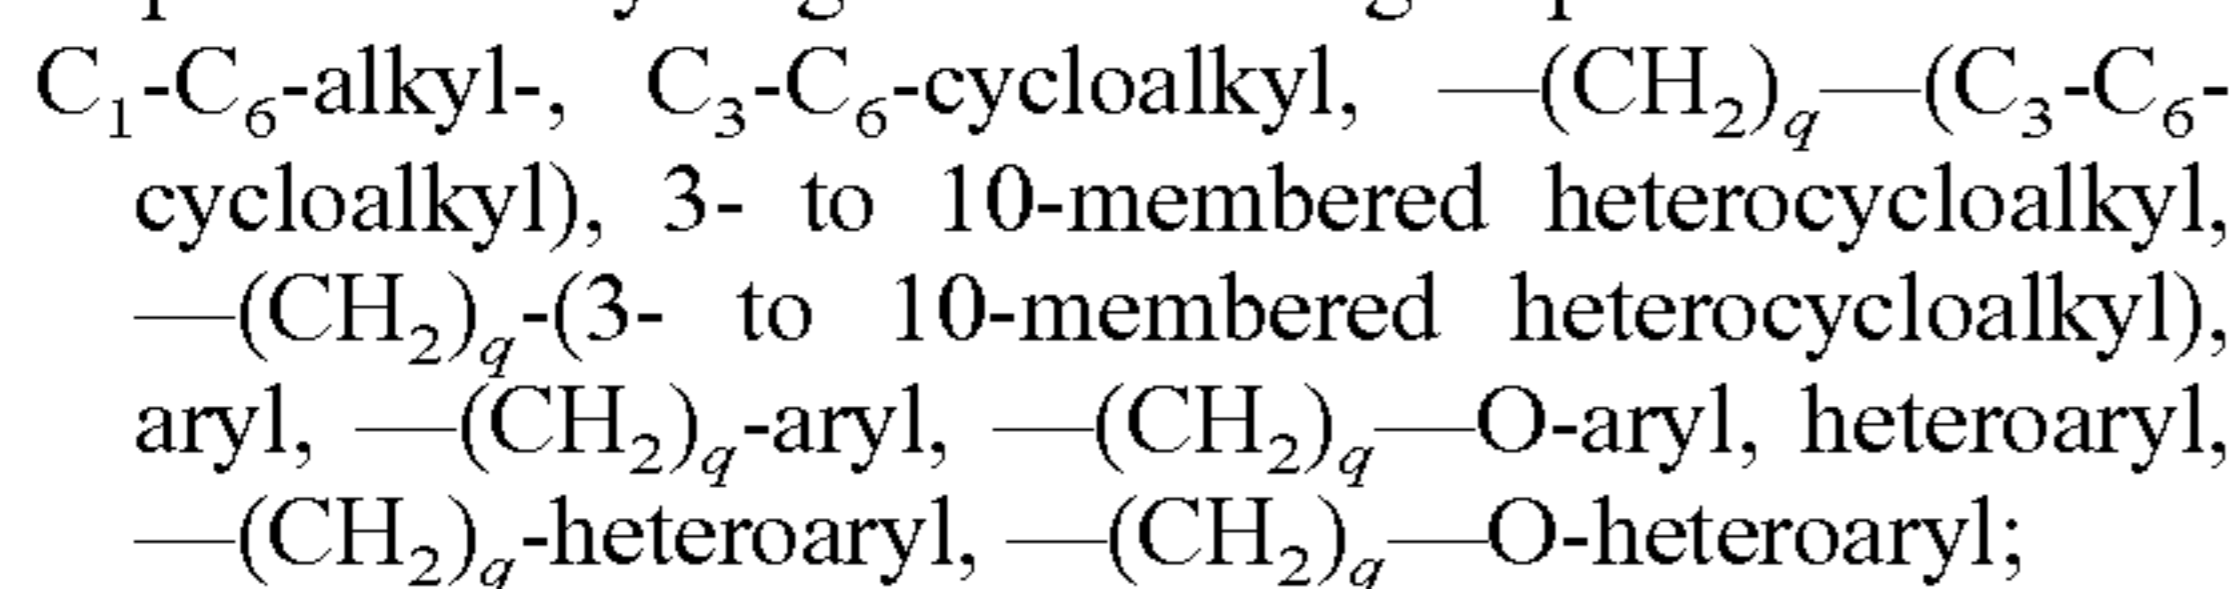 C₁-C₆-alkyl-, C₃-C₆-cycloalkyl, —(CH₂)q—(C₃-C₆-
cycloalkyl), 3- to 10-membered heterocycloalkyl,
—(CH₂)q-(3- to 10-membered heterocycloalkyl),
aryl, —(CH₂)q-aryl, —(CH₂)q—O-aryl, heteroaryl,
—(CH₂)q-heteroaryl, —(CH₂)q—O-heteroaryl;